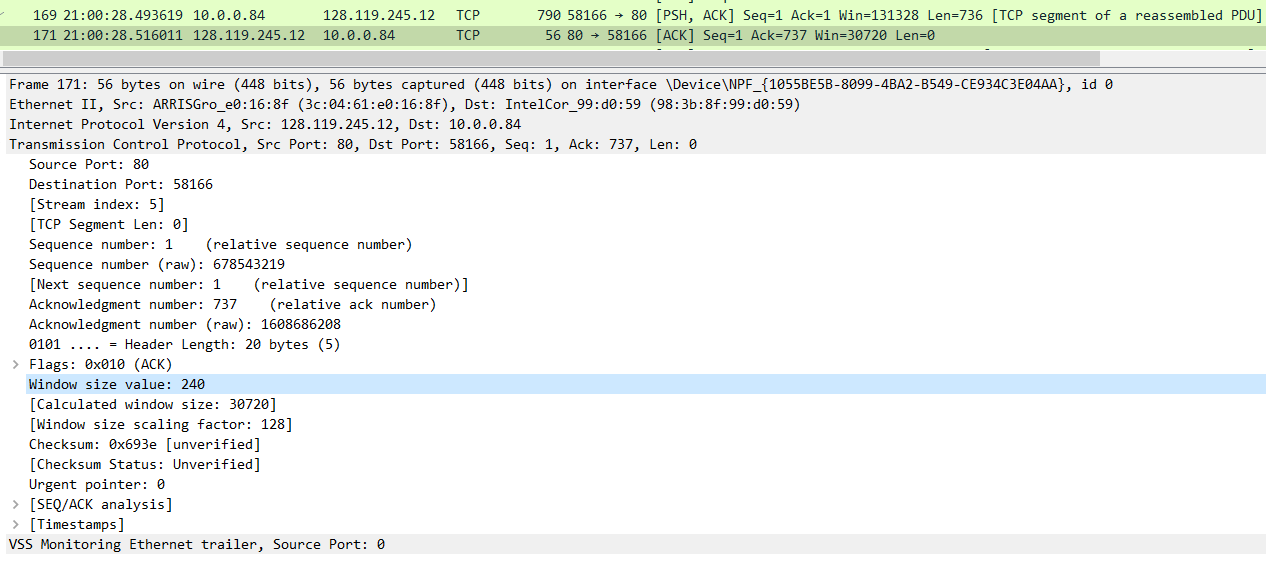 169 21:00:28.493619 10.0.0.84 128.119.245.12 TCP 790 58166 → 80 [PSH, ACK] Seq=1 Ack=1 Win=131328 Len=736 [TCP segment of a reassembled PDU]
171 21:00:28.516011 128.119.245.12 10.0.0.84 TCP 56 80 → 58166 [ACK] Seq=1 Ack=737 Win=30720 Len=0
Frame 171: 56 bytes on wire (448 bits), 56 bytes captured (448 bits) on interface \Device\NPF_{1055BE5B-8099-4BA2-B549-CE934C3E04AA}, id 0
Ethernet II, Src: ARRISGro_e0:16:8f (3c:04:61:e0:16:8f), Dst: IntelCor_99:d0:59 (98:3b:8f:99:d0:59)
Internet Protocol Version 4, Src: 128.119.245.12, Dst: 10.0.0.84
Transmission Control Protocol, Src Port: 80, Dst Port: 58166, Seq: 1, Ack: 737, Len: 0
Source Port: 80
Destination Port: 58166
[Stream index: 5]
[TCP Segment Len: 0]
Sequence number: 1 (relative sequence number)
Sequence number (raw): 678543219
[Next sequence number: 1 (relative sequence number)]
Acknowledgment number: 737 (relative ack number)
Acknowledgment number (raw): 1608686208
0101 .... = Header Length: 20 bytes (5)
Flags: 0x010 (ACK)
Window size value: 240
[Calculated window size: 30720]
[Window size scaling factor: 128]
Checksum: 0x693e [unverified]
[Checksum Status: Unverified]
Urgent pointer: 0
[SEQ/ACK analysis]
[Timestamps]
VSS Monitoring Ethernet trailer, Source Port: 0